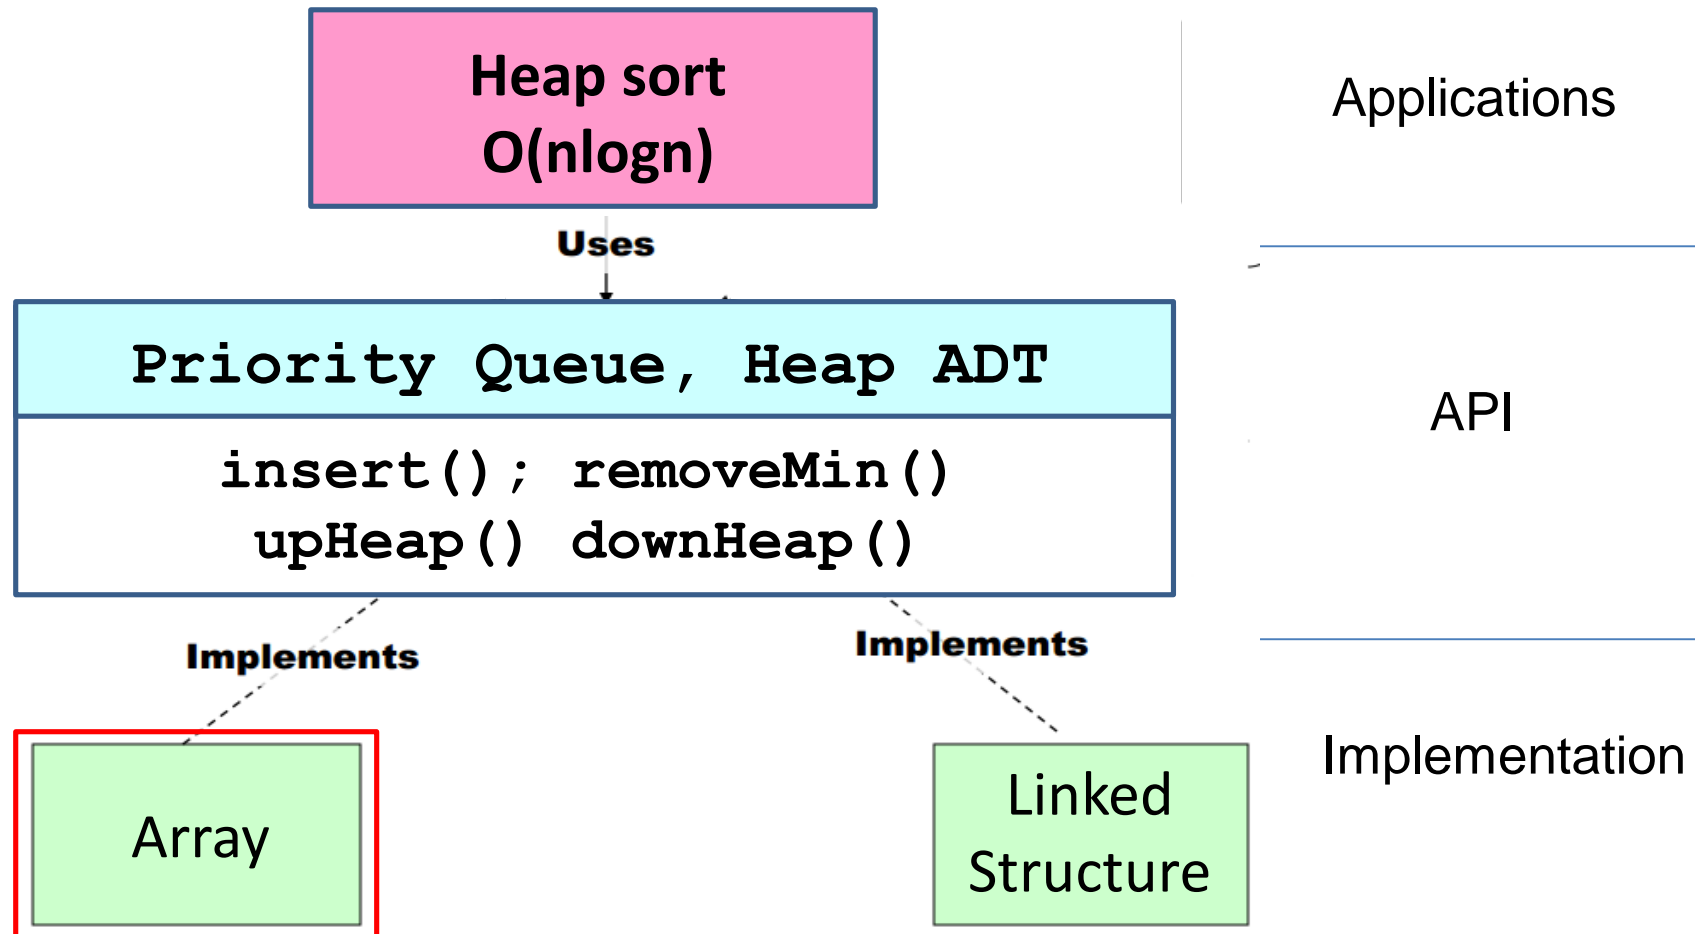 Heap sort
O(nlogn)
Applications
Uses
Priority Queue, Heap ADT
insert(); removeMin()
upHeap() downHeap()
API
Implements
Implements
Array
Linked
Structure
Implementation